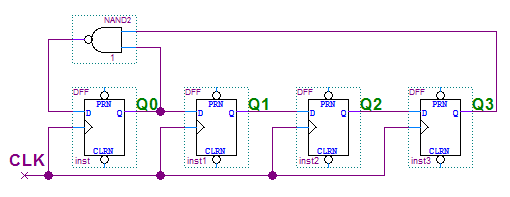 NAND2
1
DFF DFF DFF DFF
PRN Q0 PRN Q1 PRN Q2 PRN Q3
D Q D Q D Q D Q
CLRN CLRN CLRN CLRN
CLK inst inst1 inst2 inst3